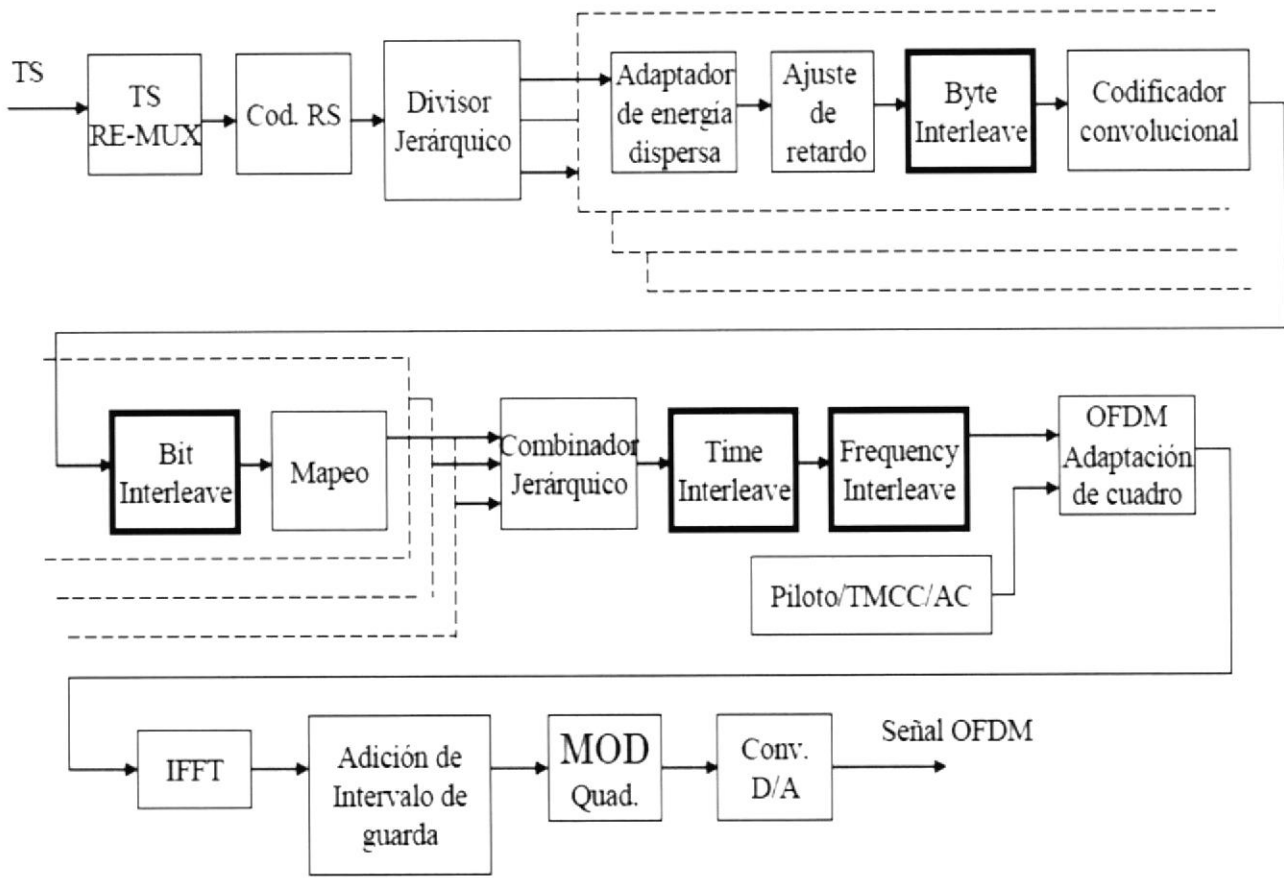 TS
TS
RE-MUX
Cod. RS
Divisor
Jerárquico
Adaptador
de energía
dispersa
Ajuste
de
retardo
Byte
Interleave
Codificador
convolucional
Bit
Interleave
Mapeo
Combinador
Jerárquico
Time
Interleave
Frequency
Interleave
OFDM
Adaptación
de cuadro
Piloto/TMCC/AC
IFFT
Adición de
Intervalo de
guarda
MOD
Quad.
Conv.
D/A
Señal OFDM